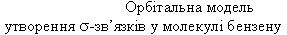 Орбітальна модель
утворення σ-зв’язків у молекулі бензену